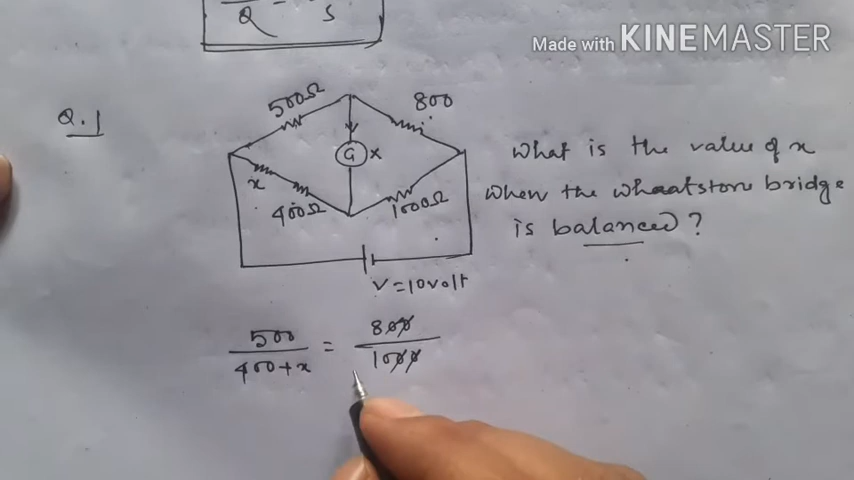 Q S
Made with KINEMASTER
Q.1
500Ω
800
G x
x
400Ω
1000Ω
V=10volt
What is the value of x
when the wheatstone bridge
is balanced?
500 = 800
400+x 1000